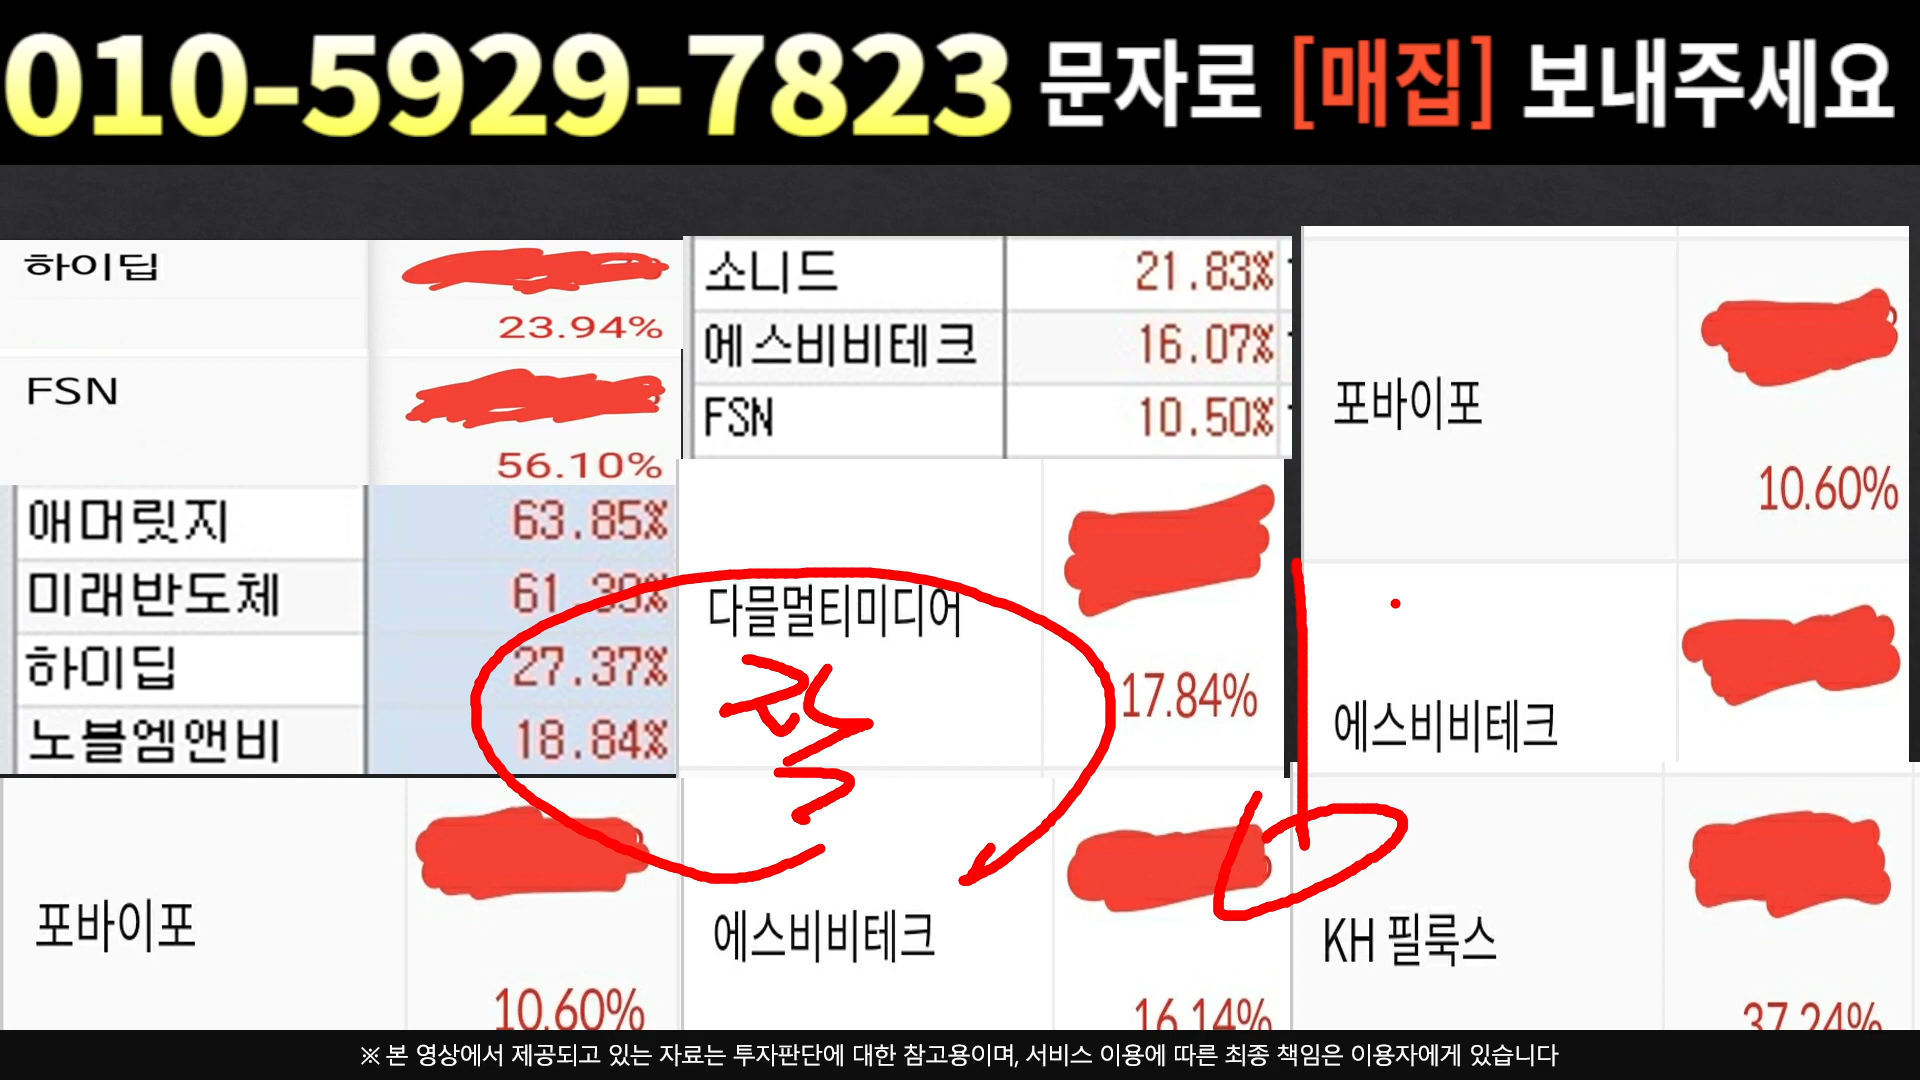 010-5929-7823 문자로 [매집] 보내주세요
하이딥
23.94%
FSN
56.10%
애머릿지 63.85%
미래반도체 61.39%
하이딥 27.37%
노블엠앤비 18.84%
포바이포
10.60%
소니드 21.83%
에스비비테크 16.07%
FSN 10.50%
다믈멀티미디어
17.84%
에스비비테크
16.14%
포바이포
10.60%
에스비비테크
KH 필룩스
37.24%
※ 본 영상에서 제공되고 있는 자료는 투자판단에 대한 참고용이며, 서비스 이용에 따른 최종 책임은 이용자에게 있습니다